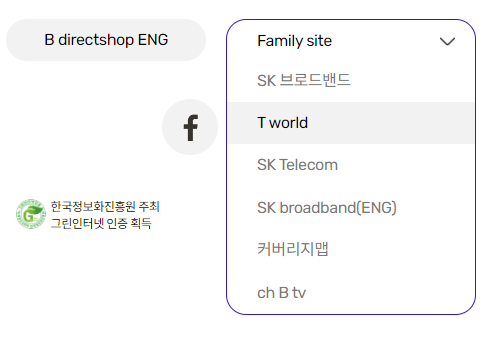 B directshop ENG
Family site
SK 브로드밴드
T world
SK Telecom
SK broadband(ENG)
커버리지맵
ch B tv
한국정보화진흥원 주최
그린인터넷 인증 획득